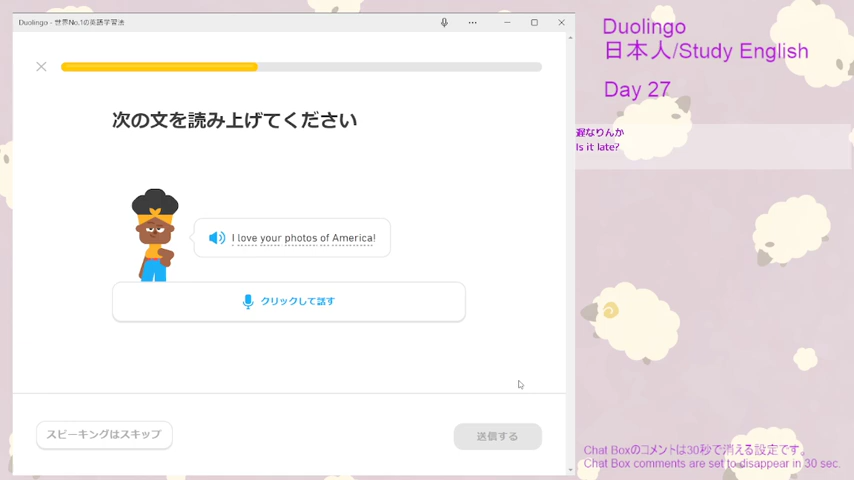 Duolingo - 世界No.1の英語学習法
次の文を読み上げてください
I love your photos of America!
クリックして話す
スピーキングはスキップ
送信する
Duolingo
日本人/Study English
Day 27
遅なりんか
Is it late?
Chat Boxのコメントは30秒で消える設定です。
Chat Box comments are set to disappear in 30 sec.